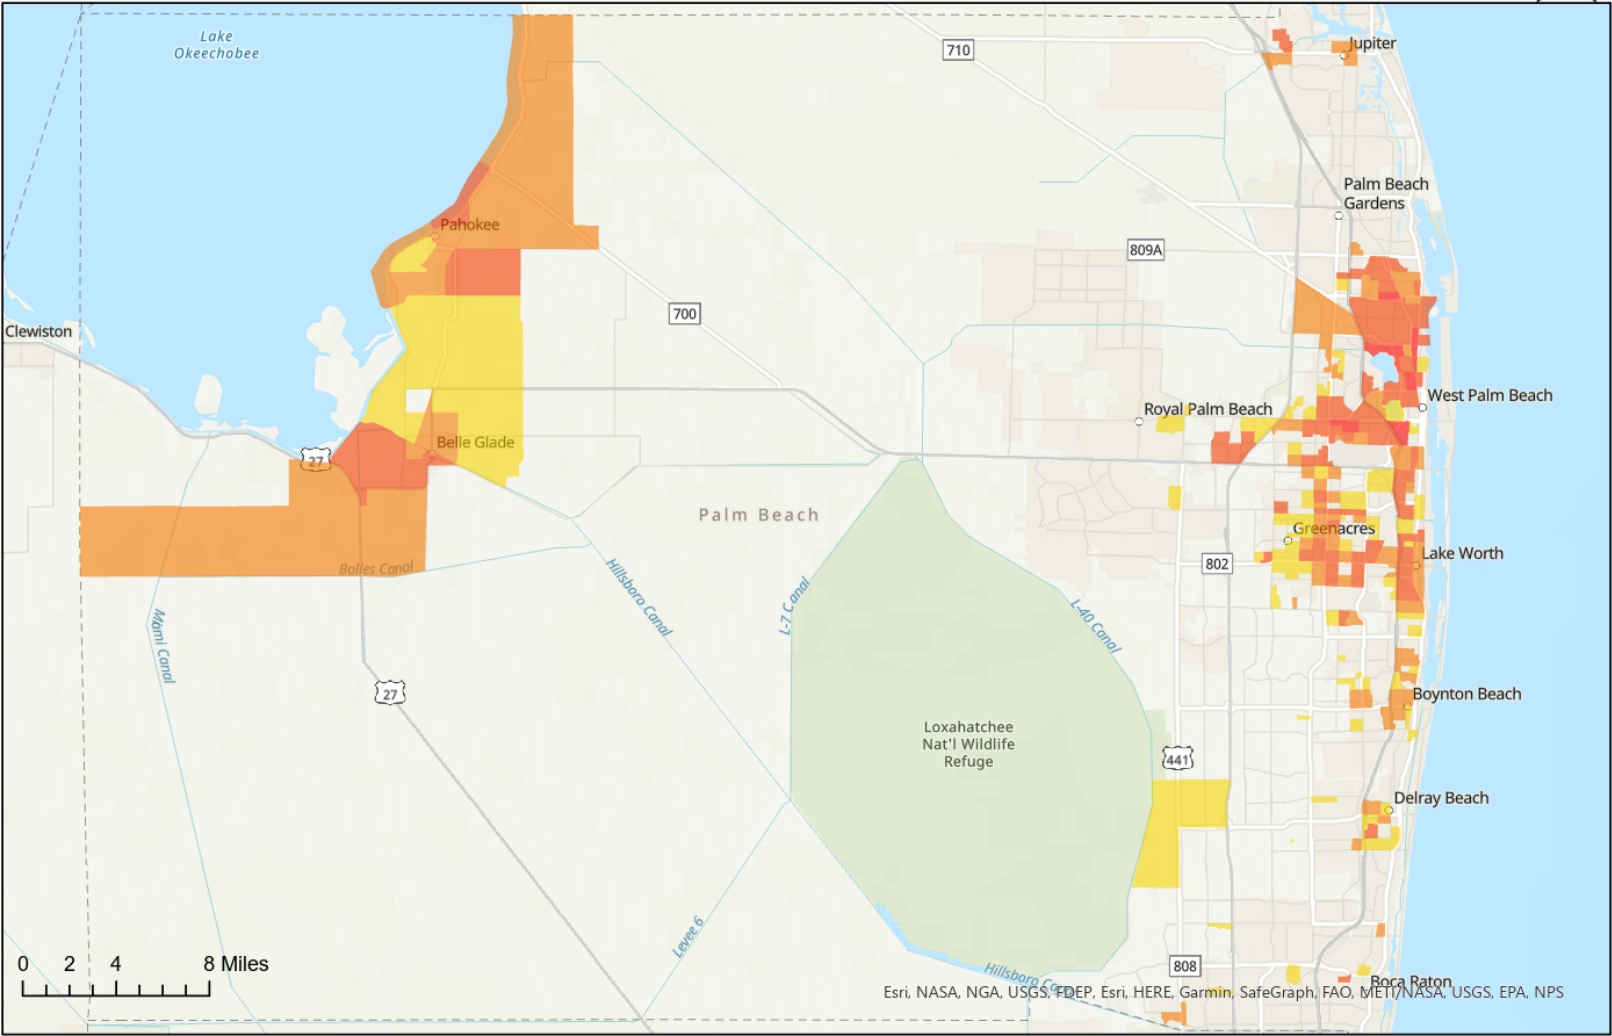 Lake
Okeechobee
710
Jupiter
Palm Beach
Gardens
Pahokee
809A
700
Clewiston
West Palm Beach
Royal Palm Beach
Belle Glade
27
Palm Beach
Greenacres
Lake Worth
802
Bolles Canal
Hillsboro Canal
L-7 Canal
L-40 Canal
Miami Canal
27
Boynton Beach
Loxahatchee
Nat'l Wildlife
Refuge
441
Delray Beach
Levee 6
0 2 4 8 Miles
808
Hillsboro
Boca Raton
Esri, NASA, NGA, USGS, FDEP, Esri, HERE, Garmin, SafeGraph, FAO, METI/NASA, USGS, EPA, NPS